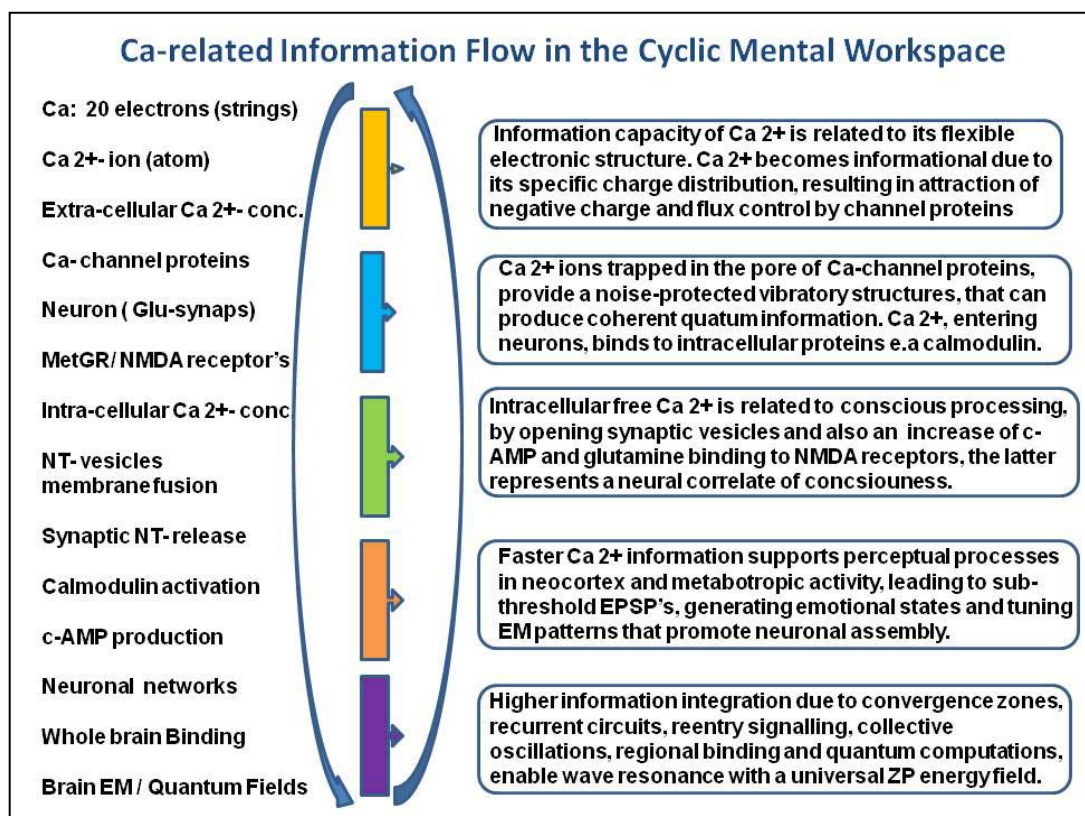 Ca-related Information Flow in the Cyclic Mental Workspace
Ca: 20 electrons (strings)
Ca 2+- ion (atom)
Extra-cellular Ca 2+- conc.
Ca- channel proteins
Neuron ( Glu-synaps)
MetGR/ NMDA receptor's
Intra-cellular Ca 2+- conc.
NT- vesicles
membrane fusion
Synaptic NT- release
Calmodulin activation
c-AMP production
Neuronal networks
Whole brain Binding
Brain EM / Quantum Fields
Information capacity of Ca 2+ is related to its flexible
electronic structure. Ca 2+ becomes informational due to
its specific charge distribution, resulting in attraction of
negative charge and flux control by channel proteins
Ca 2+ ions trapped in the pore of Ca-channel proteins,
provide a noise-protected vibratory structures, that can
produce coherent quatum information. Ca 2+, entering
neurons, binds to intracellular proteins e.a calmodulin.
Intracellular free Ca 2+ is related to conscious processing,
by opening synaptic vesicles and also an increase of c-
AMP and glutamine binding to NMDA receptors, the latter
represents a neural correlate of concsiouness.
Faster Ca 2+ information supports perceptual processes
in neocortex and metabotropic activity, leading to sub-
threshold EPSP's, generating emotional states and tuning
EM patterns that promote neuronal assembly.
Higher information integration due to convergence zones,
recurrent circuits, reentry signalling, collective
oscillations, regional binding and quantum computations,
enable wave resonance with a universal ZP energy field.